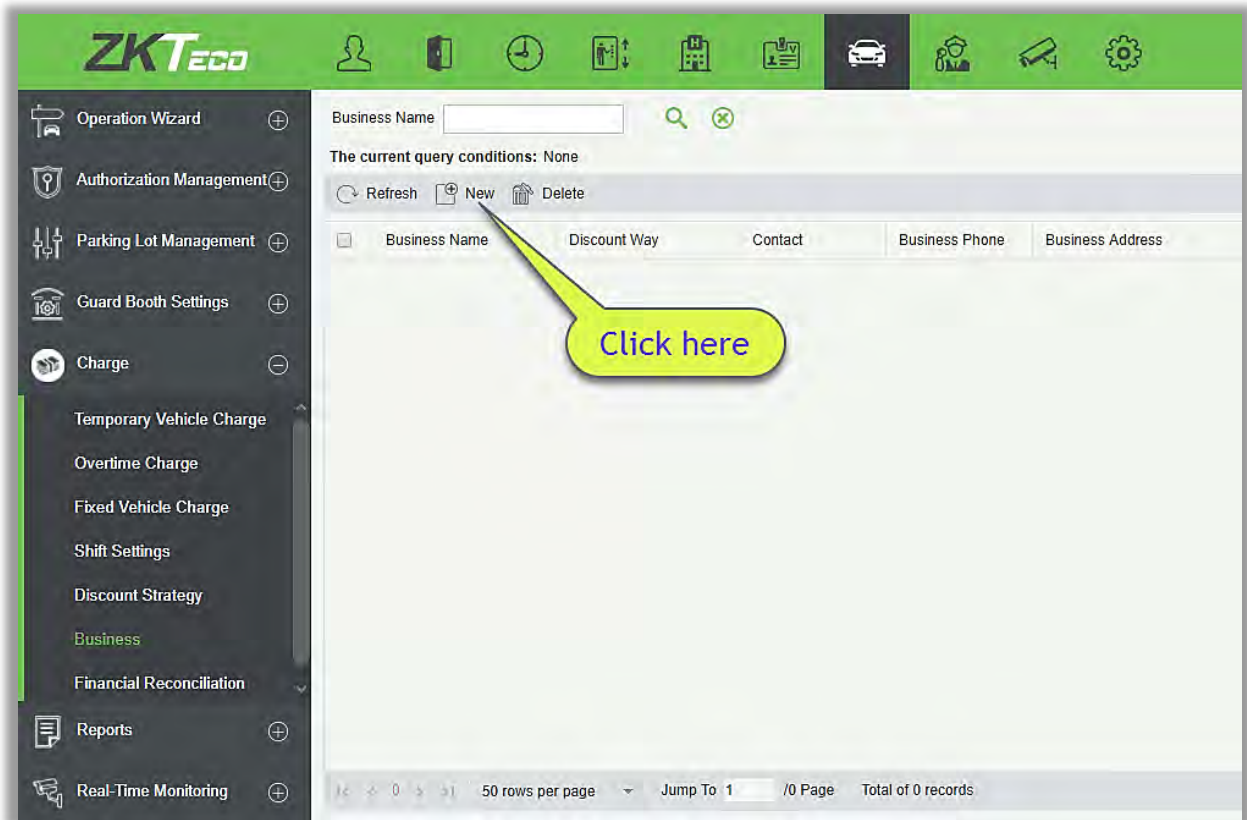 ZKTeco
Operation Wizard
Authorization Management
Parking Lot Management
Guard Booth Settings
Charge
Temporary Vehicle Charge
Overtime Charge
Fixed Vehicle Charge
Shift Settings
Discount Strategy
Business
Financial Reconciliation
Reports
Real-Time Monitoring
Business Name
The current query conditions: None
Refresh New Delete
Business Name Discount Way Contact Business Phone Business Address
Click here
0 50 rows per page Jump To 1 /0 Page Total of 0 records